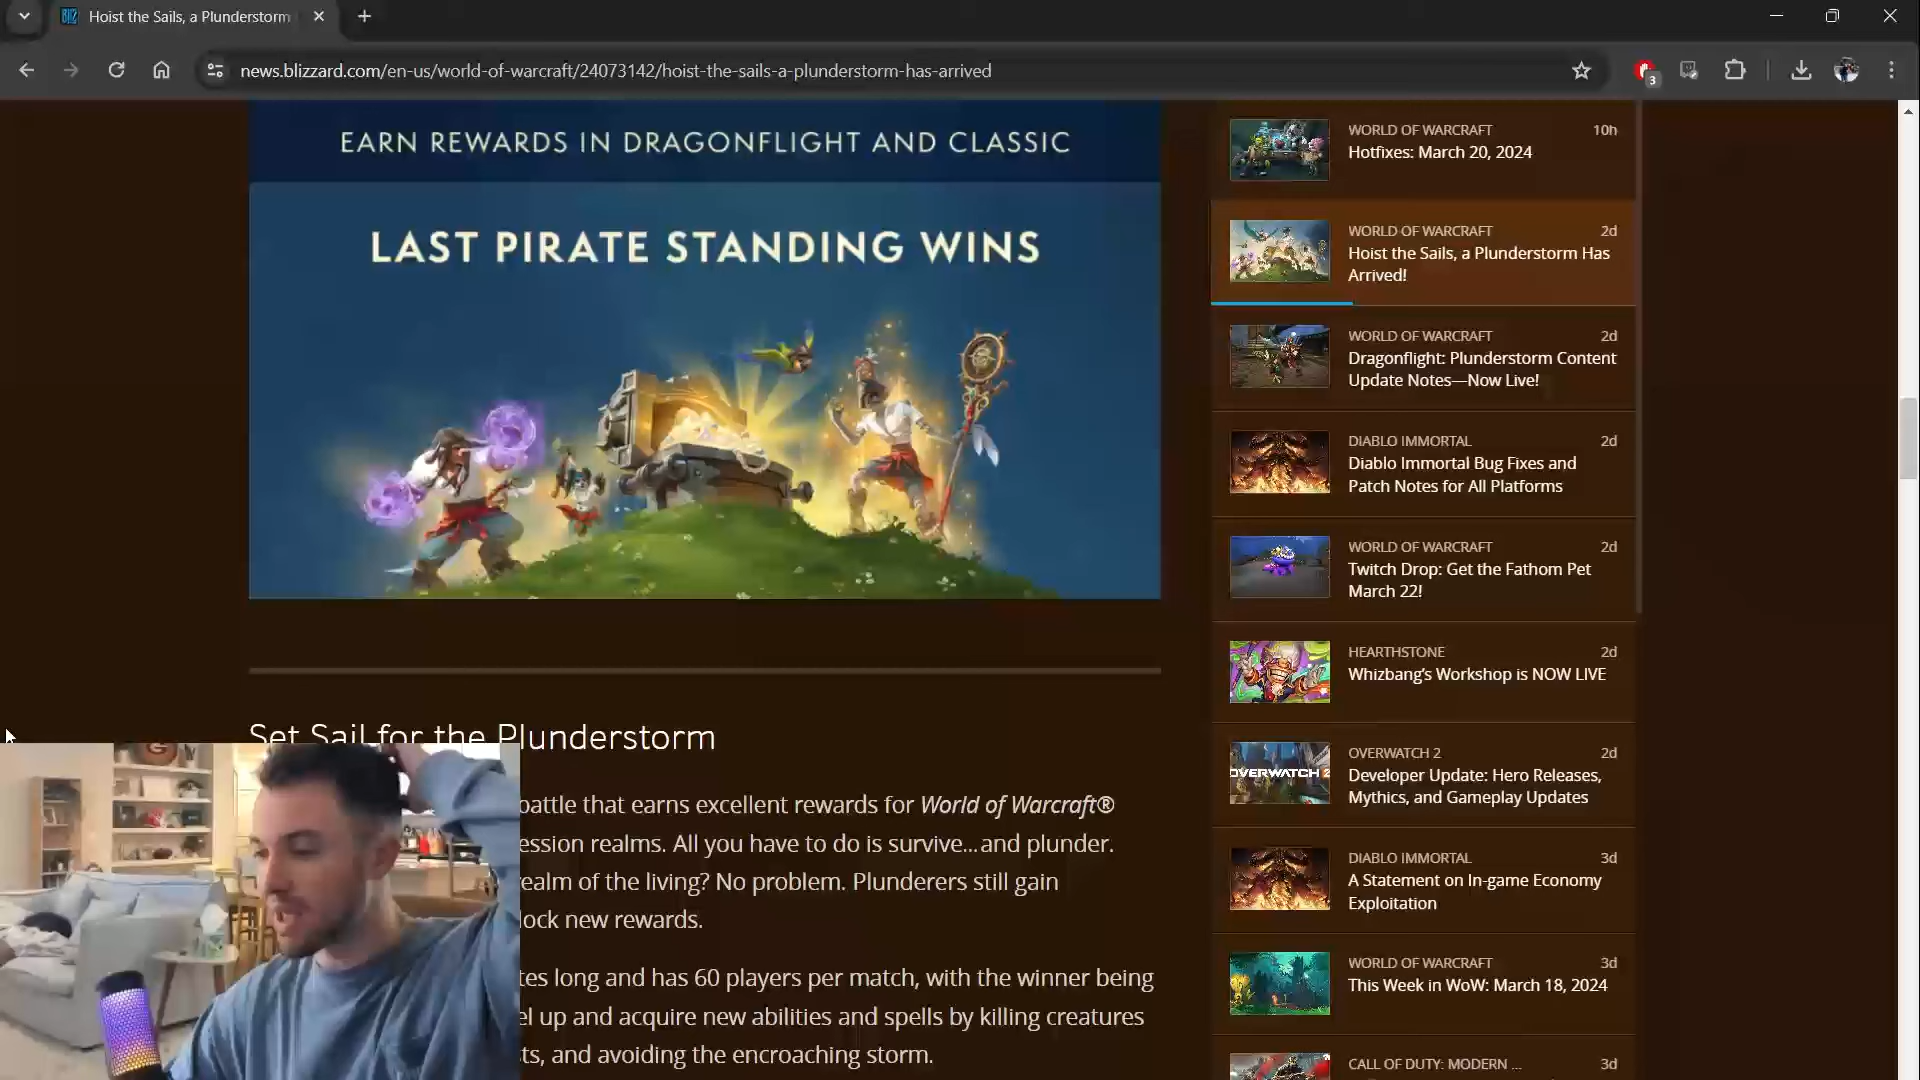 Hoist the Sails, a Plunderstorm
news.blizzard.com/en-us/world-of-warcraft/24073142/hoist-the-sails-a-plunderstorm-has-arrived
3
EARN REWARDS IN DRAGONFLIGHT AND CLASSIC
LAST PIRATE STANDING WINS
Set Sail for the Plunderstorm
battle that earns excellent rewards for World of Warcraft®
ession realms. All you have to do is survive...and plunder.
ealm of the living? No problem. Plunderers still gain
lock new rewards.
tes long and has 60 players per match, with the winner being
el up and acquire new abilities and spells by killing creatures
ts, and avoiding the encroaching storm.
WORLD OF WARCRAFT 10h
Hotfixes: March 20, 2024
WORLD OF WARCRAFT 2d
Hoist the Sails, a Plunderstorm Has
Arrived!
WORLD OF WARCRAFT 2d
Dragonflight: Plunderstorm Content
Update Notes—Now Live!
DIABLO IMMORTAL 2d
Diablo Immortal Bug Fixes and
Patch Notes for All Platforms
WORLD OF WARCRAFT 2d
Twitch Drop: Get the Fathom Pet
March 22!
HEARTHSTONE 2d
Whizbang's Workshop is NOW LIVE
OVERWATCH 2
OVERWATCH 2 2d
Developer Update: Hero Releases,
Mythics, and Gameplay Updates
DIABLO IMMORTAL 3d
A Statement on In-game Economy
Exploitation
WORLD OF WARCRAFT 3d
This Week in WoW: March 18, 2024
CALL OF DUTY: MODERN ... 3d